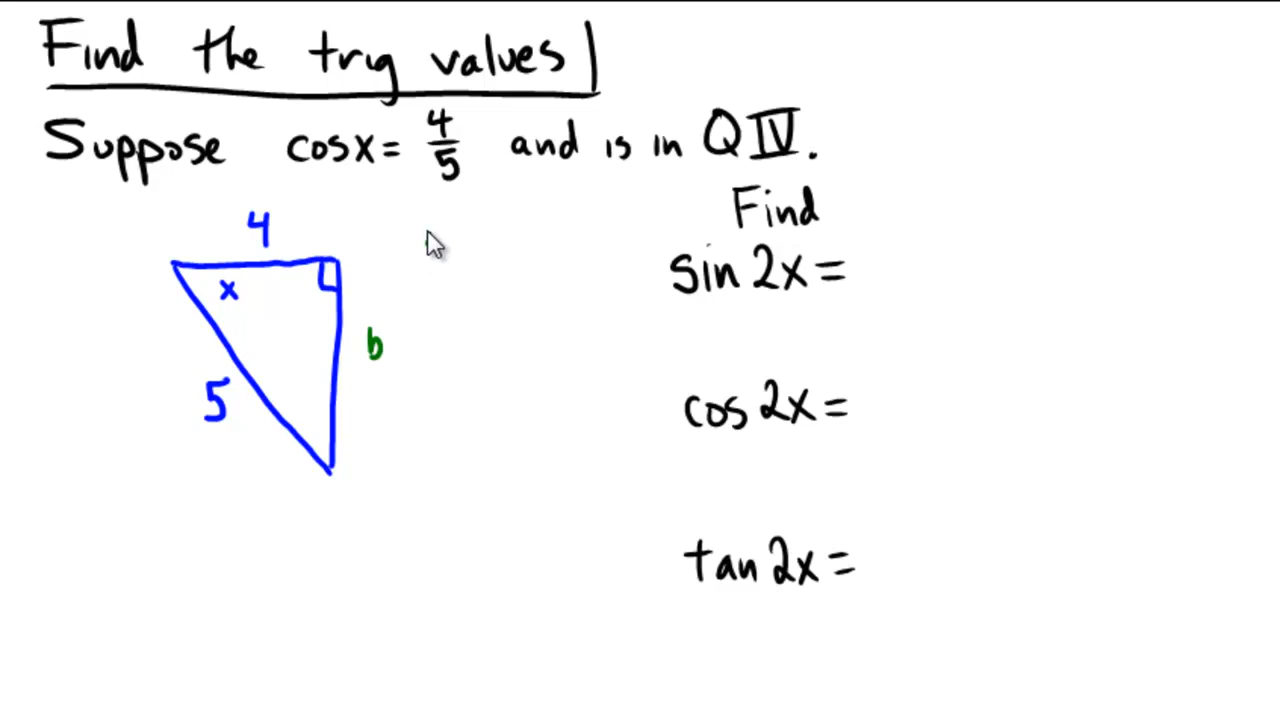 Find the trig values
Suppose cosx = 4/5 and is in QIV.
Find
4
x
b
5
sin 2x =
cos 2x =
tan 2x =